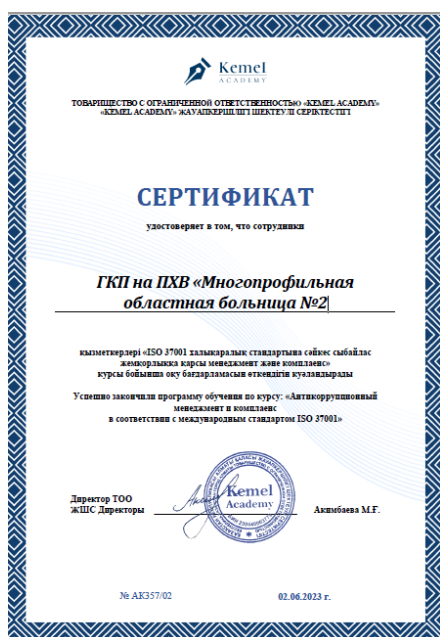 Kemel
ACADEMY
ТОВАРИЩЕСТВО С ОГРАНИЧЕННОЙ ОТВЕТСТВЕННОСТЬЮ «KEMEL ACADEMY»
«KEMEL ACADEMY» ЖАУАПКЕРШІЛІГІ ШЕКТЕУЛІ СЕРІКТЕСТІГІ
СЕРТИФИКАТ
удостоверяет в том, что сотрудники
ГКП на ПХВ «Многопрофильная
областная больница №2
қызметкерлері «ISO 37001 халықаралық стандартына сәйкес сыбайлас
жемқорлыққа қарсы менеджмент және комплаенс»
курсы бойынша оқу бағдарламасын өткендігін куәландырады
Успешно закончили программу обучения по курсу: «Антикоррупционный
менеджмент и комплаенс
в соответствии с международным стандартом ISO 37001»
Директор ТОО
ЖШС Директоры
Kemel
Academy
Акимбаева М.Ғ.
№ АК357/02
02.06.2023 г.